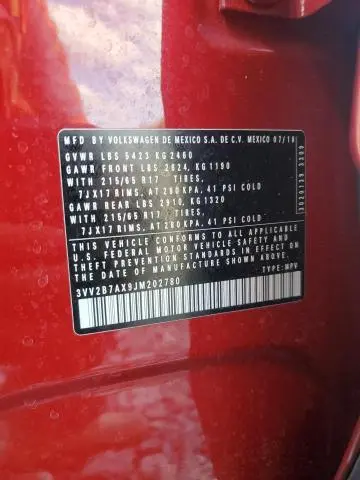 MFD BY VOLKSWAGEN DE MEXICO S.A. DE C.V. MEXICO 07/18
GVWR LBS 5423 KG 2460
GAWR FRONT LBS 2624, KG 1190
WITH 215/65 R17 TIRES,
7JX17 RIMS, AT 280 KPA, 41 PSI COLD
GAWR REAR LBS 2910, KG 1320
WITH 215/65 R17 TIRES,
7JX17 RIMS, AT 280 KPA, 41 PSI COLD
THIS VEHICLE CONFORMS TO ALL APPLICABLE
U.S. FEDERAL MOTOR VEHICLE SAFETY STANDARDS IN EFFECT ON
THE DATE OF MANUFACTURE SHOWN ABOVE.
3VV2B7AX9JM202780 TYPE: MPV
3020139 3309